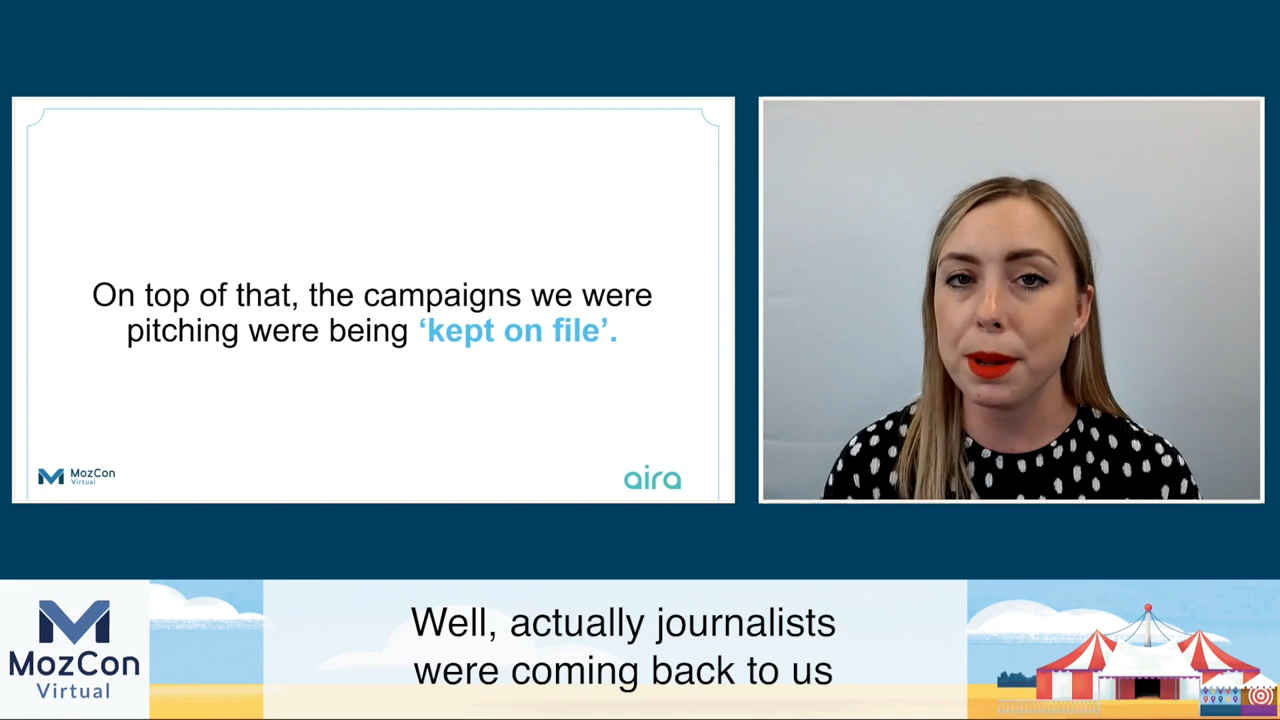 On top of that, the campaigns we were
pitching were being ‘kept on file’.
MozCon
Virtual
aira
Well, actually journalists
were coming back to us
MozCon
Virtual